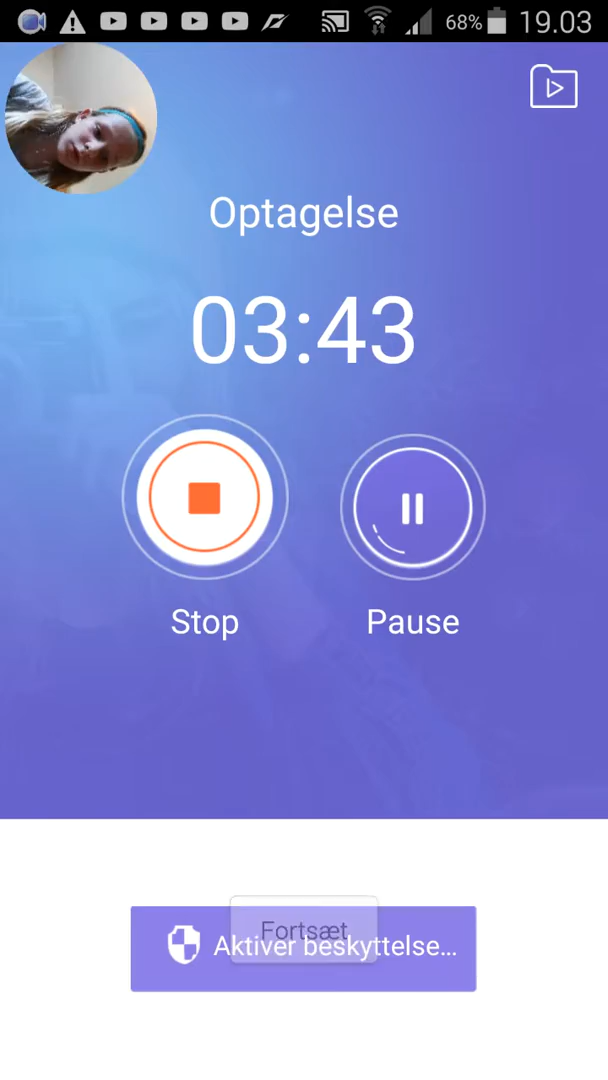 68% 19.03
Optagelse
03:43
Stop Pause
Fortsæt
Aktiver beskyttelse...